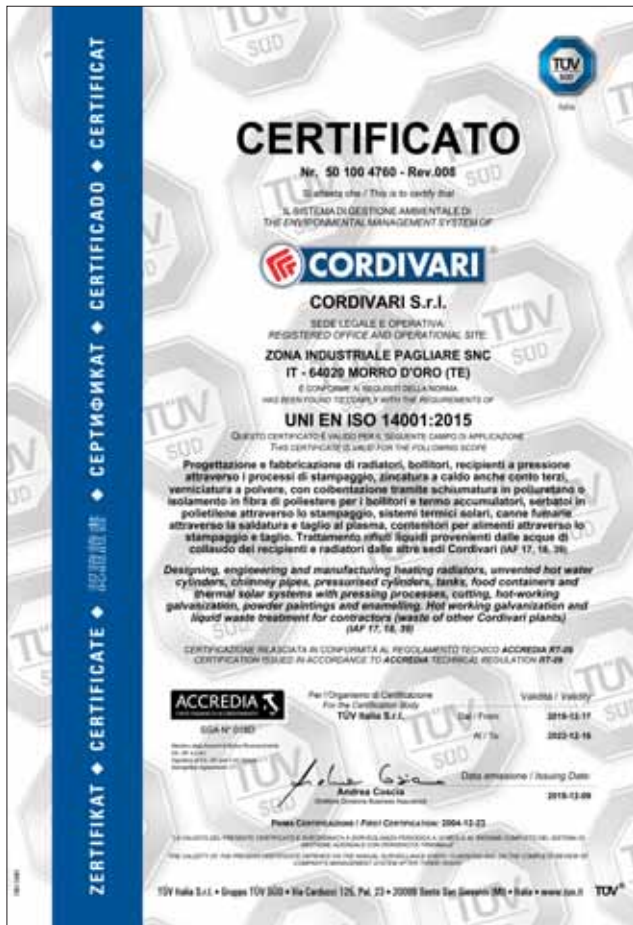 TÜV
SÜD
Italia
CERTIFICATO
Nr. 50 100 4760 - Rev.008
Si attesta che / This is to certify that
IL SISTEMA DI GESTIONE AMBIENTALE DI
THE ENVIRONMENTAL MANAGEMENT SYSTEM OF
CORDIVARI
CORDIVARI S.r.l.
SEDE LEGALE E OPERATIVA:
REGISTERED OFFICE AND OPERATIONAL SITE:
ZONA INDUSTRIALE PAGLIARE SNC
IT - 64020 MORRO D'ORO (TE)
È CONFORME AI REQUISITI DELLA NORMA
HAS BEEN FOUND TO COMPLY WITH THE REQUIREMENTS OF
UNI EN ISO 14001:2015
QUESTO CERTIFICATO È VALIDO PER IL SEGUENTE CAMPO DI APPLICAZIONE
THIS CERTIFICATE IS VALID FOR THE FOLLOWING SCOPE
Progettazione e fabbricazione di radiatori, bollitori, recipienti a pressione
attraverso i processi di stampaggio, zincatura a caldo anche conto terzi,
verniciatura a polvere, con coibentazione tramite schiumatura in poliuretano o
isolamento in fibra di poliestere per i bollitori e termo accumulatori, serbatoi in
polietilene attraverso lo stampaggio, sistemi termici solari, canne fumarie
attraverso la saldatura e taglio al plasma, contenitori per alimenti attraverso lo
stampaggio e taglio. Trattamento rifiuti liquidi provenienti dalle acque di
collaudo dei recipienti e radiatori dalle altre sedi Cordivari (IAF 17, 18, 39)
Designing, engineering and manufacturing heating radiators, unvented hot water
cylinders, chimney pipes, pressurised cylinders, tanks, food containers and
thermal solar systems with pressing processes, cutting, hot-working
galvanization, powder paintings and enamelling. Hot working galvanization and
liquid waste treatment for contractors (waste of other Cordivari plants)
(IAF 17, 18, 39)
CERTIFICAZIONE RILASCIATA IN CONFORMITÀ AL REGOLAMENTO TECNICO ACCREDIA RT-09
CERTIFICATION ISSUED IN ACCORDANCE TO ACCREDIA TECHNICAL REGULATION RT-09
ACCREDIA
Per l'Organismo di Certificazione
For the Certification Body
TÜV Italia S.r.l.
Validità / Validity
Dal / From 2019-12-17
Al / To 2022-12-16
Andrea Coscia
Data emissione / Issuing Date
2019-12-09
PRIMA CERTIFICAZIONE / FIRST CERTIFICATION: 2004-12-23
TÜV Italia S.r.l. • Gruppo TÜV SÜD • Via Carducci 125, Pal. 23 • 20099 Sesto San Giovanni (MI) • Italia • www.tuv.it TÜV®
ZERTIFIKAT ◆ CERTIFICATE ◆ 認證證書 ◆ СЕРТИФИКАТ ◆ CERTIFICADO ◆ CERTIFICAT